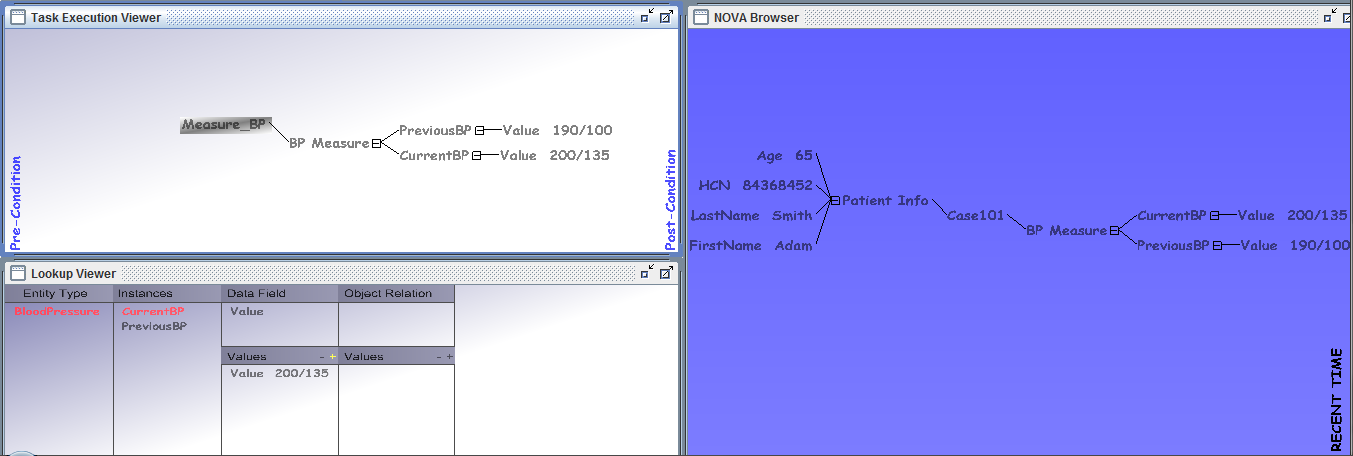 Task Execution Viewer
Measure_BP
BP Measure
PreviousBP Value 190/100
CurrentBP Value 200/135
Pre-Condition
Post-Condition
Lookup Viewer
Entity Type Instances Data Field Object Relation
BloodPressure CurrentBP Value
PreviousBP
Values - + Values - +
Value 200/135
NOVA Browser
Age 65
HCN 84368452
LastName Smith
FirstName Adam
Patient Info
Case101
BP Measure
CurrentBP Value 200/135
PreviousBP Value 190/100
RECENT TIME